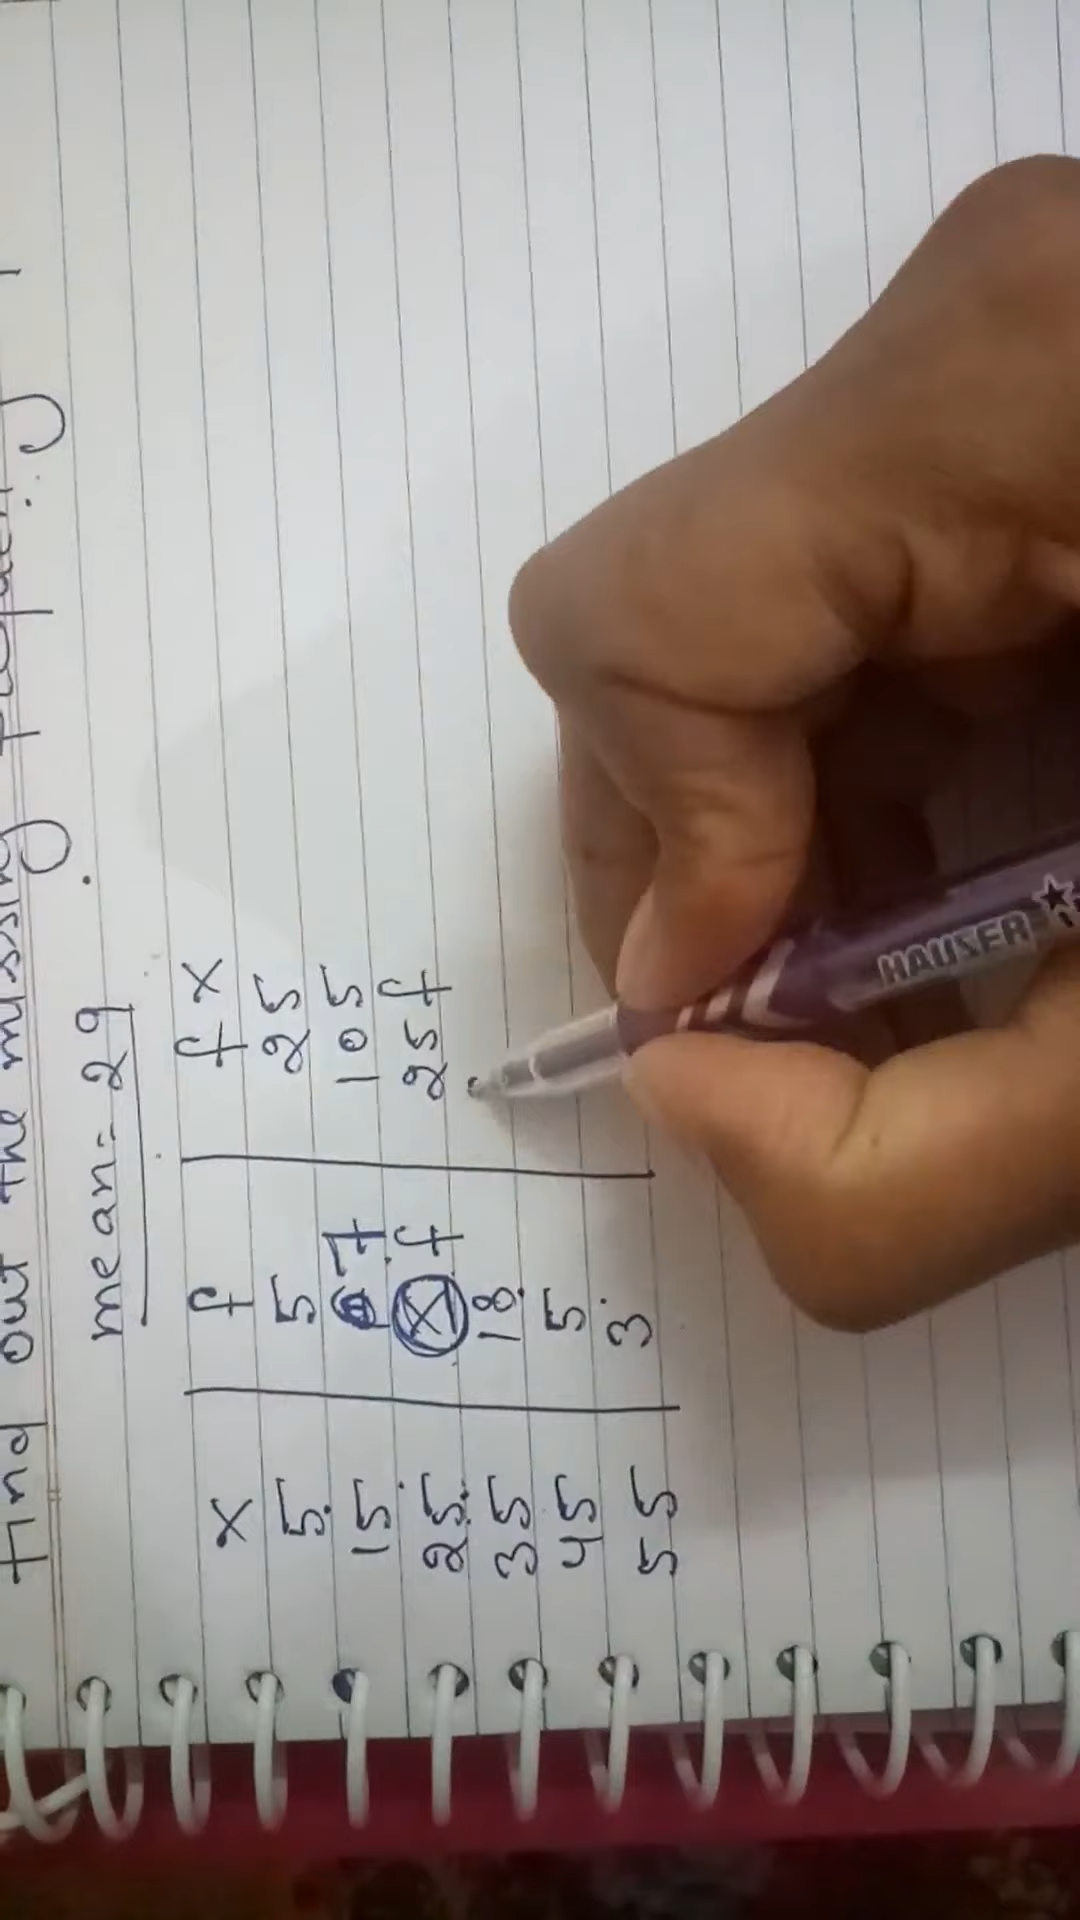 Find out the missing frequency
mean = 29.
x f fx
5 5 25
15 7 105
25 f 25f
35 18
45 5
55 3
HAUSER